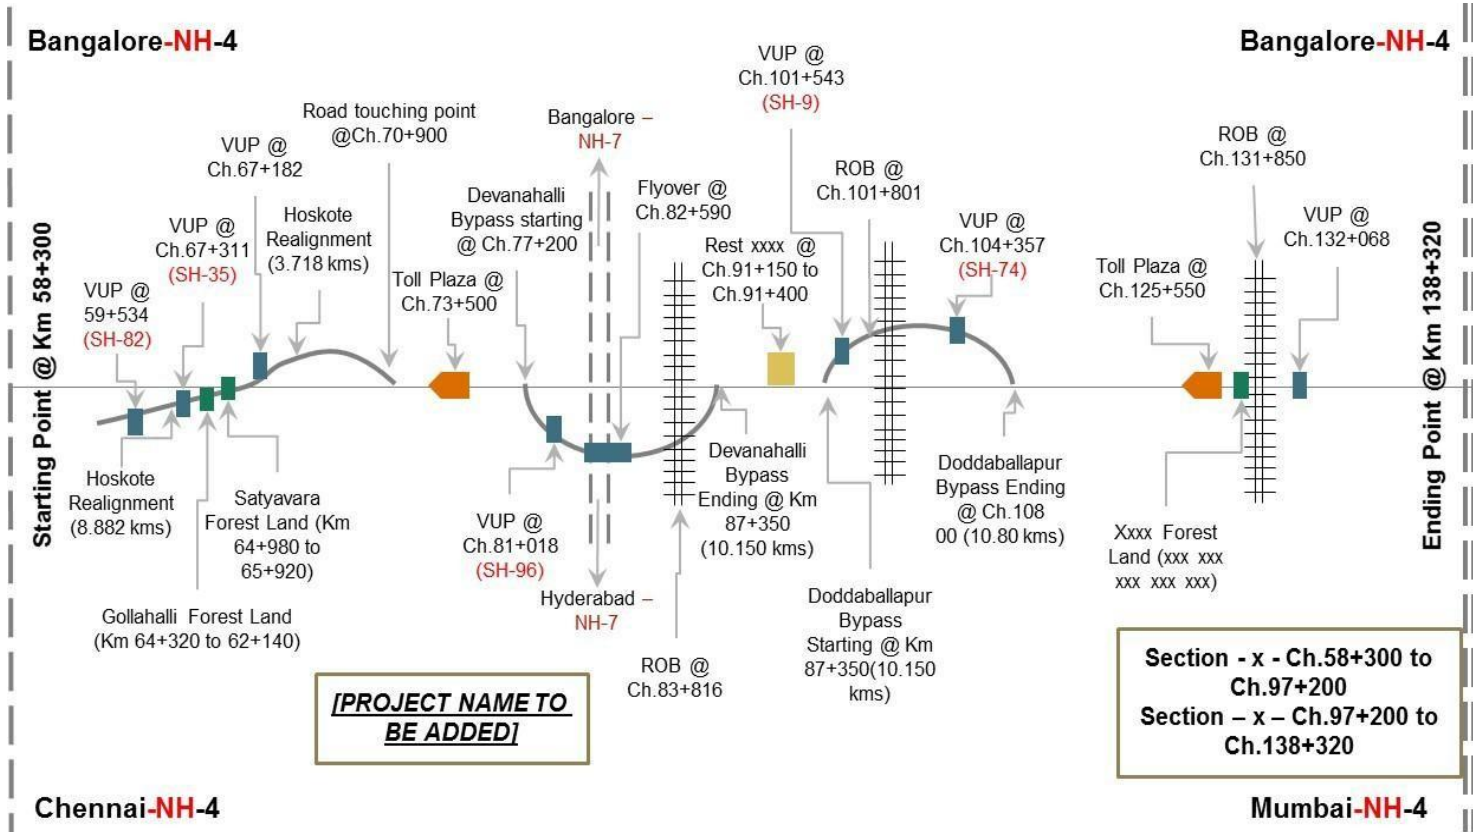 Bangalore-NH-4
Bangalore-NH-4
Starting Point @ Km 58+300
VUP @
59+534
(SH-82)
VUP @
Ch.67+311
(SH-35)
VUP @
Ch.67+182
Hoskote
Realignment
(3.718 kms)
Road touching point
@Ch.70+900
Toll Plaza @
Ch.73+500
Devanahalli
Bypass starting
@ Ch.77+200
Bangalore –
NH-7
Flyover @
Ch.82+590
Rest xxxx @
Ch.91+150 to
Ch.91+400
VUP @
Ch.101+543
(SH-9)
ROB @
Ch.101+801
VUP @
Ch.104+357
(SH-74)
Toll Plaza @
Ch.125+550
ROB @
Ch.131+850
VUP @
Ch.132+068
Ending Point @ Km 138+320
Hoskote
Realignment
(8.882 kms)
Satyavara
Forest Land (Km
64+980 to
65+920)
Gollahalli Forest Land
(Km 64+320 to 62+140)
VUP @
Ch.81+018
(SH-96)
Hyderabad –
NH-7
ROB @
Ch.83+816
Devanahalli
Bypass
Ending @ Km
87+350
(10.150 kms)
Doddaballapur
Bypass
Starting @ Km
87+350(10.150
kms)
Doddaballapur
Bypass Ending
@ Ch.108
00 (10.80 kms)
Xxxx Forest
Land (xxx xxx
xxx xxx xxx)
[PROJECT NAME TO
BE ADDED]
Section - x - Ch.58+300 to
Ch.97+200
Section – x – Ch.97+200 to
Ch.138+320
Chennai-NH-4
Mumbai-NH-4